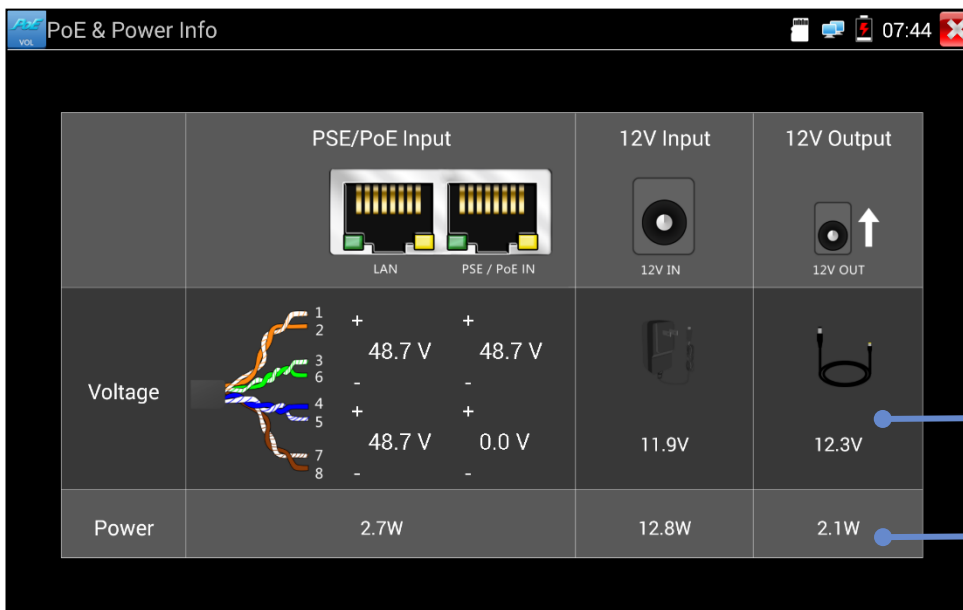 PoE
VOL
PoE & Power Info
07:44
PSE/PoE Input
12V Input
12V Output
LAN
PSE / PoE IN
12V IN
12V OUT
Voltage
1
2
3
6
4
5
7
8
+ +
48.7 V 48.7 V
- -
+ +
48.7 V 0.0 V
- -
11.9V
12.3V
Power
2.7W
12.8W
2.1W